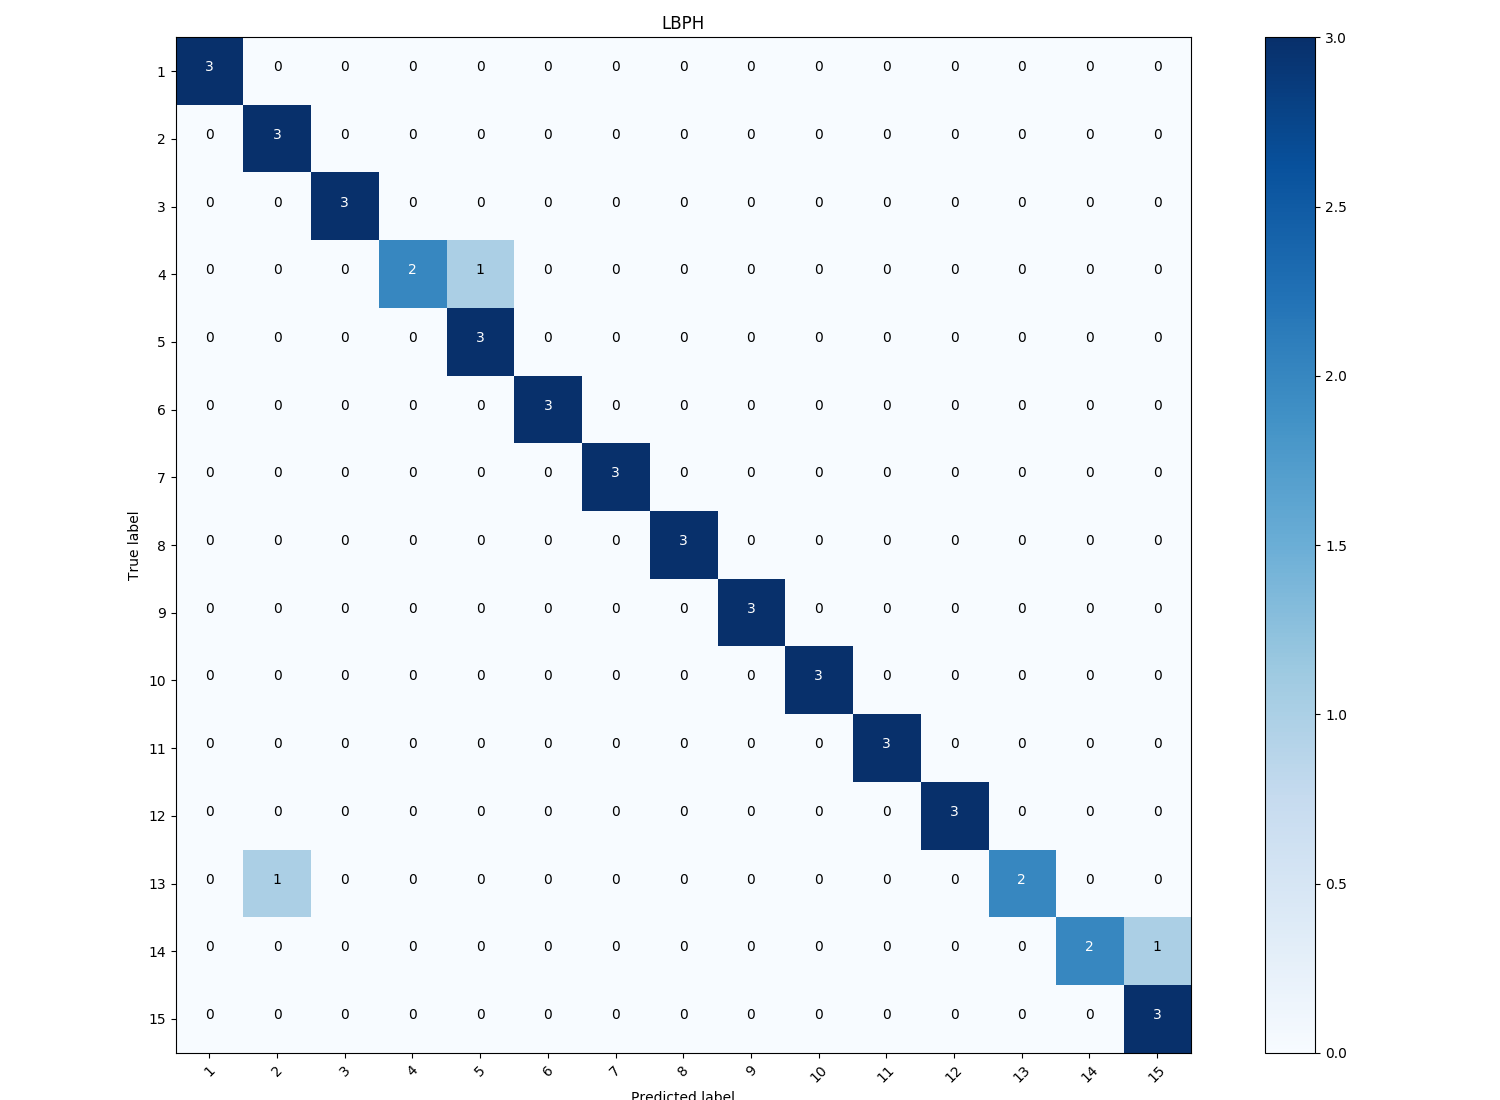 LBPH
1 3 0 0 0 0 0 0 0 0 0 0 0 0 0 0
2 0 3 0 0 0 0 0 0 0 0 0 0 0 0 0
3 0 0 3 0 0 0 0 0 0 0 0 0 0 0 0
4 0 0 0 2 1 0 0 0 0 0 0 0 0 0 0
5 0 0 0 0 3 0 0 0 0 0 0 0 0 0 0
6 0 0 0 0 0 3 0 0 0 0 0 0 0 0 0
7 0 0 0 0 0 0 3 0 0 0 0 0 0 0 0
8 0 0 0 0 0 0 0 3 0 0 0 0 0 0 0
9 0 0 0 0 0 0 0 0 3 0 0 0 0 0 0
10 0 0 0 0 0 0 0 0 0 3 0 0 0 0 0
11 0 0 0 0 0 0 0 0 0 0 3 0 0 0 0
12 0 0 0 0 0 0 0 0 0 0 0 3 0 0 0
13 0 1 0 0 0 0 0 0 0 0 0 0 2 0 0
14 0 0 0 0 0 0 0 0 0 0 0 0 0 2 1
15 0 0 0 0 0 0 0 0 0 0 0 0 0 0 3
1 2 3 4 5 6 7 8 9 10 11 12 13 14 15
True label
Predicted label
3.0
2.5
2.0
1.5
1.0
0.5
0.0